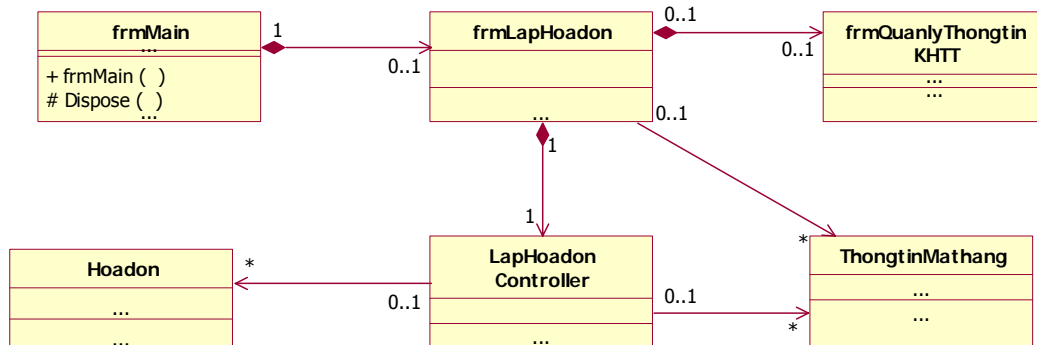 frmMain
...
+ frmMain ( )
# Dispose ( )
...
1
0..1
frmLapHoadon
...
0..1
0..1
frmQuanlyThongtin
KHTT
...
...
0..1
1
1
*
Hoadon
...
...
*
0..1
LapHoadon
Controller
...
...
0..1
*
ThongtinMathang
...
...